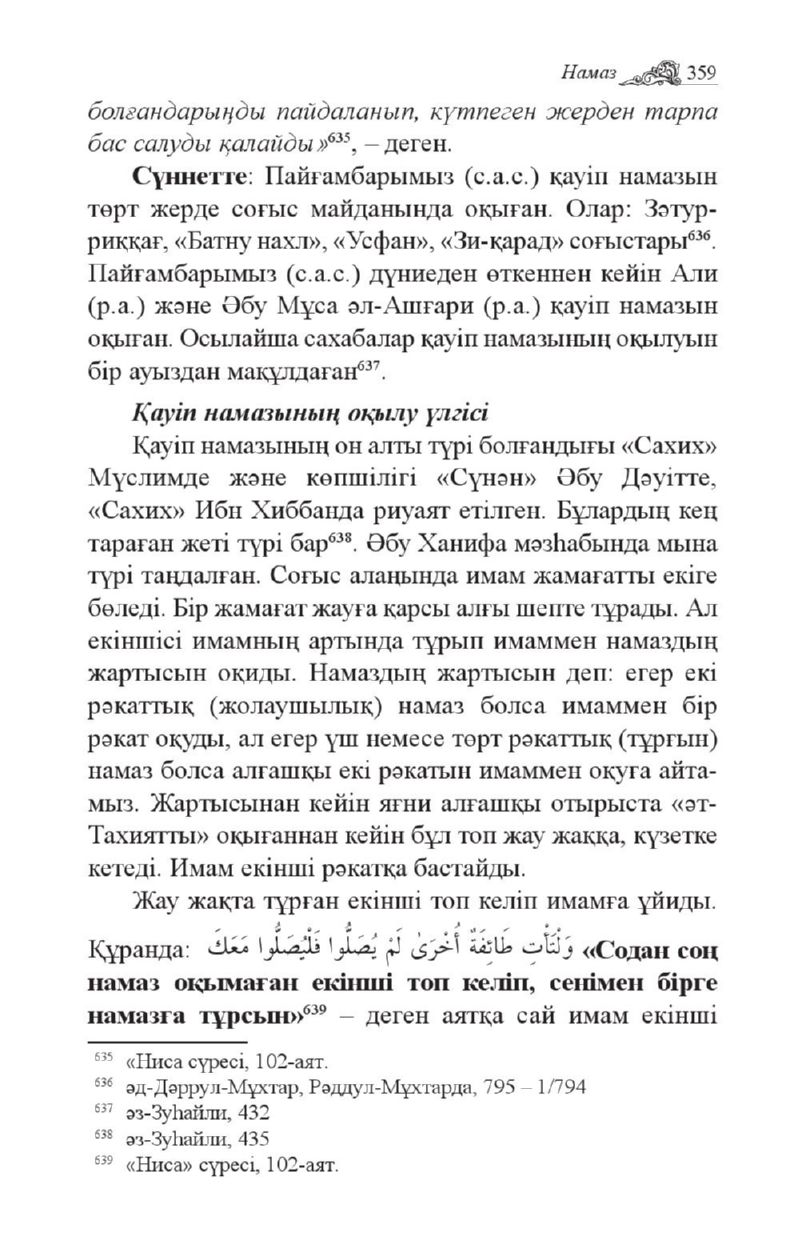 Намаз 359
болғандарыңды пайдаланып, күтпеген жерден тарпа
бас салуды қалайды»⁶³⁵, – деген.
Сүннетте: Пайғамбарымыз (с.а.с.) қауіп намазын
төрт жерде соғыс майданында оқыған. Олар: Зәтур-
риққағ, «Батну нахл», «Усфан», «Зи-қарад» соғыстары⁶³⁶.
Пайғамбарымыз (с.а.с.) дүниеден өткеннен кейін Али
(р.а.) және Әбу Мұса әл-Ашғари (р.а.) қауіп намазын
оқыған. Осылайша сахабалар қауіп намазының оқылуын
бір ауыздан мақұлдаған⁶³⁷.
Қауіп намазының оқылу үлгісі
Қауіп намазының он алты түрі болғандығы «Сахих»
Мүслимде және көпшілігі «Сүнән» Әбу Дәуітте,
«Сахих» Ибн Хиббанда риуаят етілген. Бұлардың кең
тараған жеті түрі бар⁶³⁸. Әбу Ханифа мәзһабында мына
түрі таңдалған. Соғыс алаңында имам жамағатты екіге
бөледі. Бір жамағат жауға қарсы алғы шепте тұрады. Ал
екіншісі имамның артында тұрып имаммен намаздың
жартысын оқиды. Намаздың жартысын деп: егер екі
рәкаттық (жолаушылық) намаз болса имаммен бір
рәкат оқуды, ал егер үш немесе төрт рәкаттық (тұрғын)
намаз болса алғашқы екі рәкатын имаммен оқуға айта-
мыз. Жартысынан кейін яғни алғашқы отырыста «әт-
Тахиятты» оқығаннан кейін бұл топ жау жаққа, күзетке
кетеді. Имам екінші рәкатқа бастайды.
Жау жақта тұрған екінші топ келіп имамға ұйиды.
Құранда: وَلْتَأْتِ طَائِفَةٌ أُخْرَىٰ لَمْ يُصَلُّوا فَلْيُصَلُّوا مَعَكَ «Содан соң
намаз оқымаған екінші топ келіп, сенімен бірге
намазға тұрсын»⁶³⁹ – деген аятқа сай имам екінші
⁶³⁵ «Ниса сүресі, 102-аят.
⁶³⁶ әд-Дәррул-Мұхтар, Рәддул-Мұхтарда, 795 – 1/794
⁶³⁷ әз-Зуһайли, 432
⁶³⁸ әз-Зуһайли, 435
⁶³⁹ «Ниса» сүресі, 102-аят.